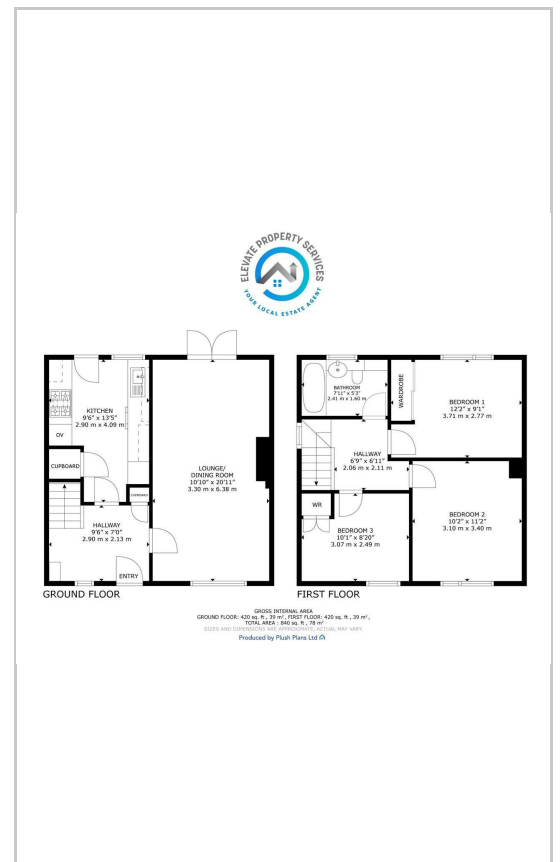 ELEVATE PROPERTY SERVICES
YOUR LOCAL ESTATE AGENT
KITCHEN
9'6" x 13'5"
2.90 m x 4.09 m
OV
CUPBOARD
CUPBOARD
HALLWAY
9'6" x 7'0"
2.90 m x 2.13 m
ENTRY
LOUNGE/
DINING ROOM
10'10" x 20'11"
3.30 m x 6.38 m
GROUND FLOOR
BATHROOM
7'11" x 5'3"
2.41 m x 1.60 m
WARDROBE
BEDROOM 1
12'2" x 9'1"
3.71 m x 2.77 m
HALLWAY
6'9" x 6'11"
2.06 m x 2.11 m
WR
BEDROOM 3
10'1" x 8'20"
3.07 m x 2.49 m
BEDROOM 2
10'2" x 11'2"
3.10 m x 3.40 m
FIRST FLOOR
GROSS INTERNAL AREA
GROUND FLOOR: 420 sq. ft , 39 m², FIRST FLOOR: 420 sq. ft , 39 m²,
TOTAL AREA : 840 sq. ft , 78 m²
SIZES AND DIMENSIONS ARE APPROXIMATE, ACTUAL MAY VARY.
Produced by Plush Plans Ltd